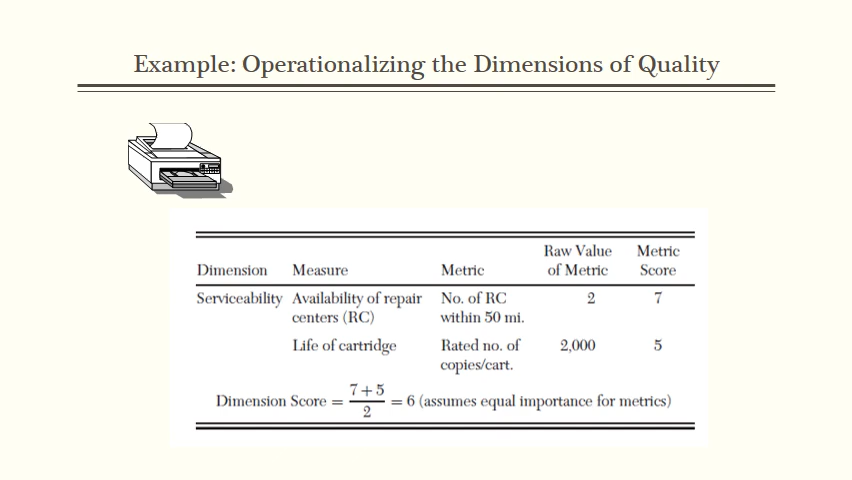 Example: Operationalizing the Dimensions of Quality
Raw Value Metric
Dimension Measure Metric of Metric Score
Serviceability Availability of repair No. of RC 2 7
centers (RC) within 50 mi.
Life of cartridge Rated no. of 2,000 5
copies/cart.
Dimension Score = 7+5/2 = 6 (assumes equal importance for metrics)